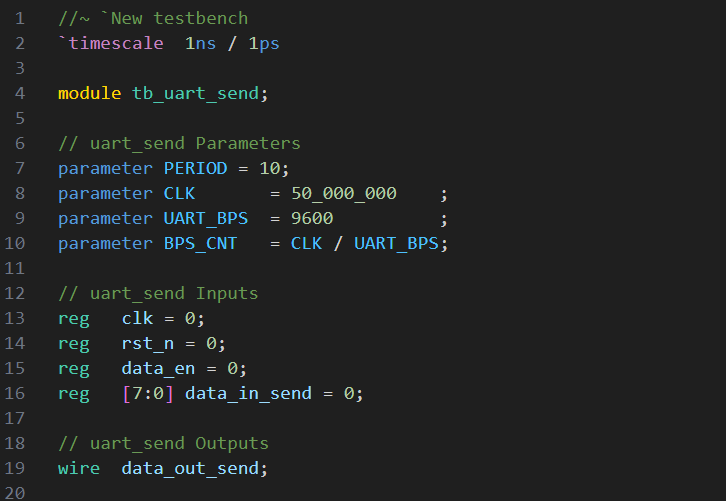 1 //~ `New testbench
2 `timescale  1ns / 1ps
3
4 module tb_uart_send;
5
6 // uart_send Parameters
7 parameter PERIOD = 10;
8 parameter CLK       = 50_000_000    ;
9 parameter UART_BPS  = 9600          ;
10 parameter BPS_CNT   = CLK / UART_BPS;
11
12 // uart_send Inputs
13 reg   clk = 0;
14 reg   rst_n = 0;
15 reg   data_en = 0;
16 reg   [7:0] data_in_send = 0;
17
18 // uart_send Outputs
19 wire  data_out_send;
20